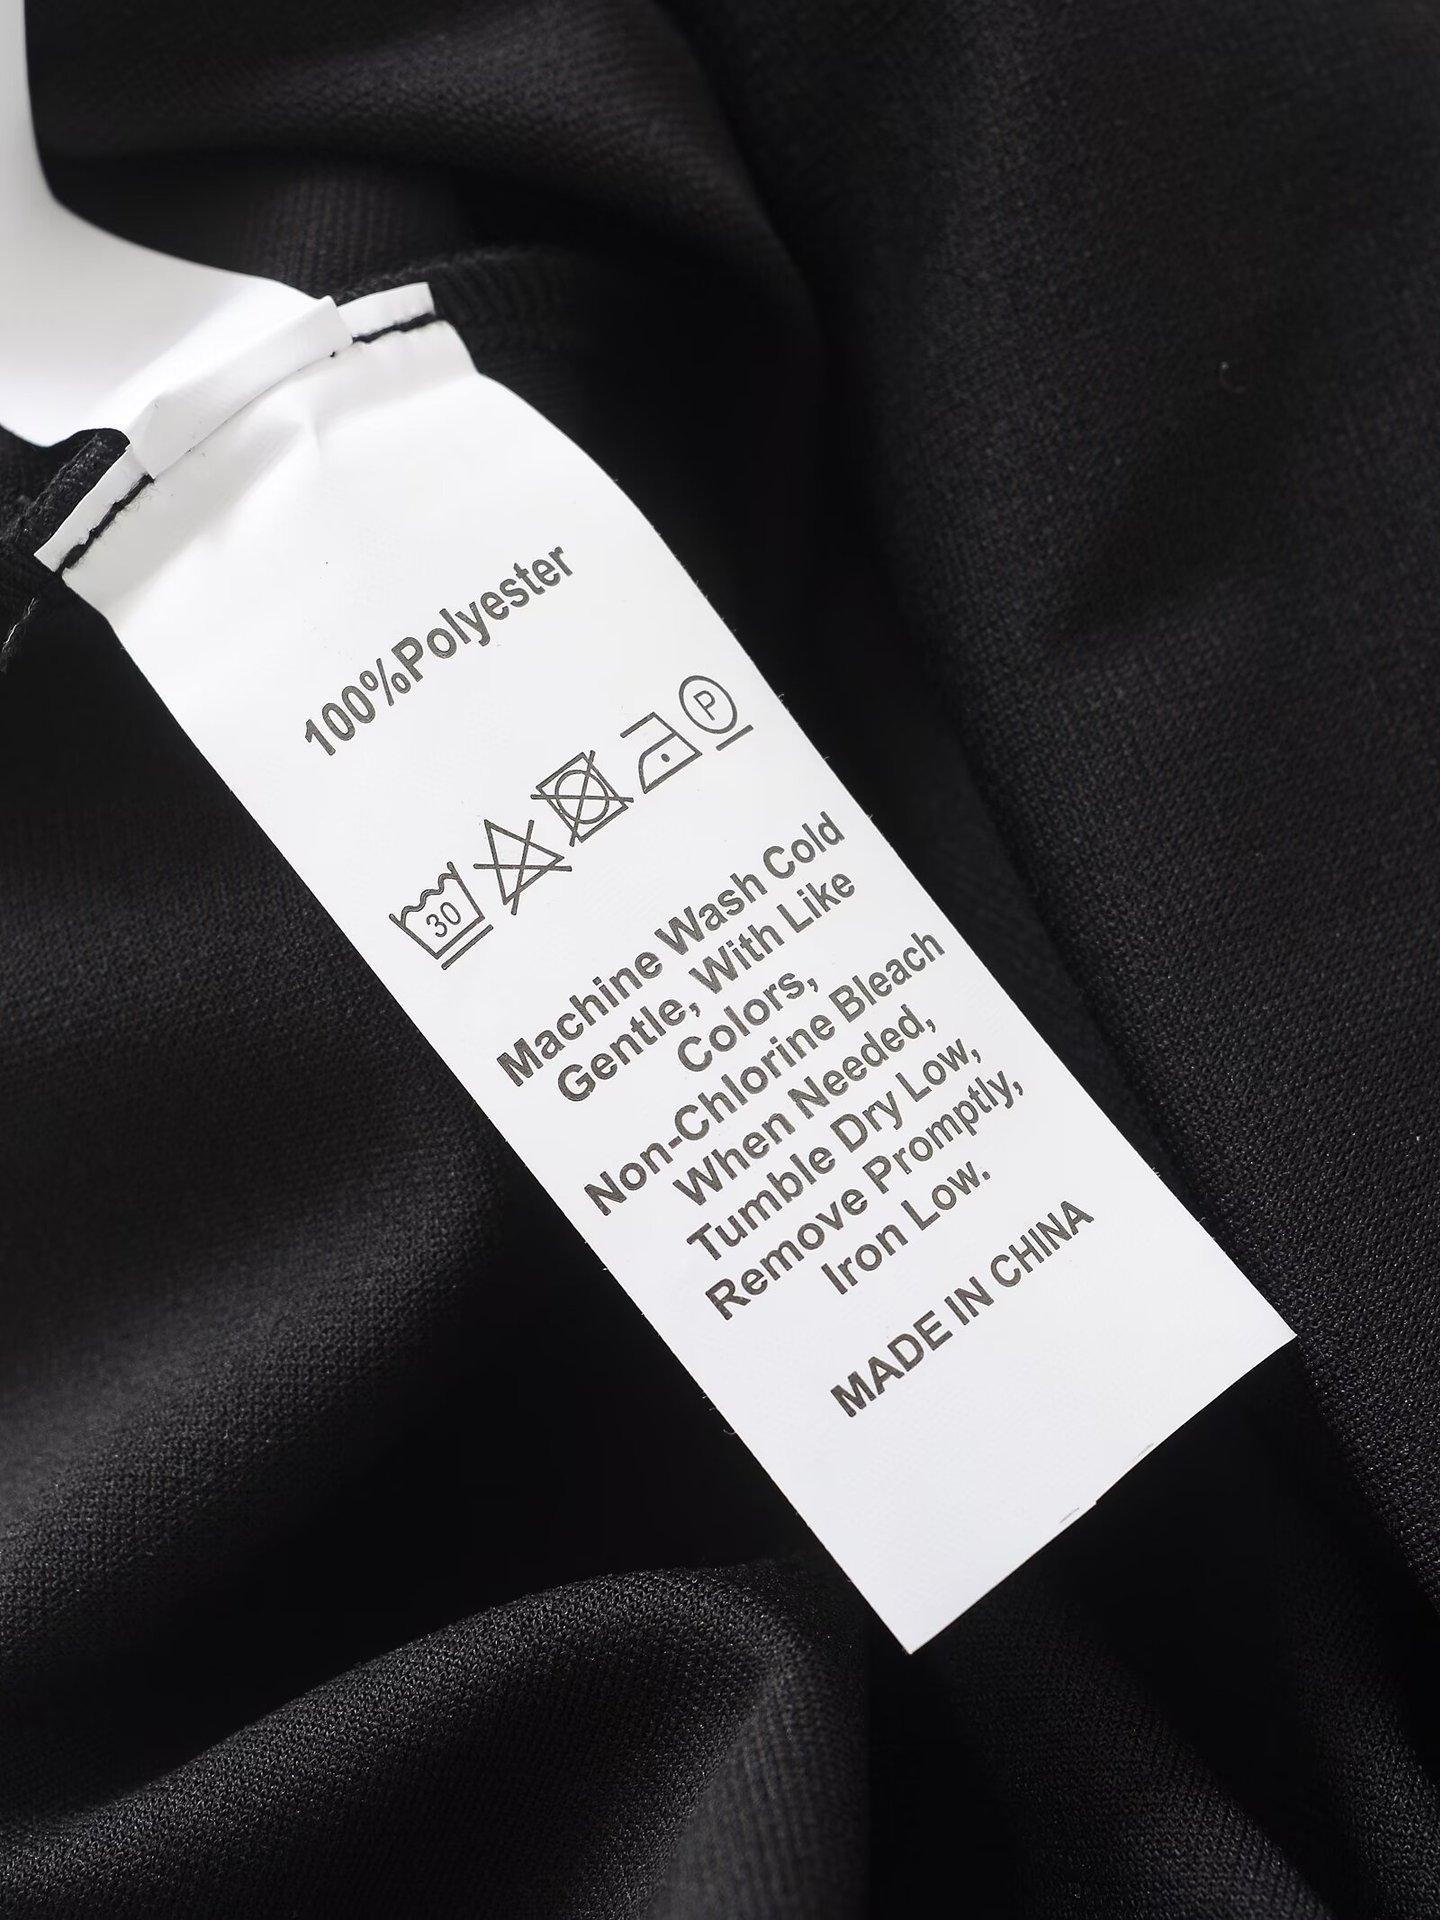 100%Polyester
30 P
Machine Wash Cold
Gentle, With Like
Colors,
Non-Chlorine Bleach
When Needed,
Tumble Dry Low,
Remove Promptly,
Iron Low.
MADE IN CHINA